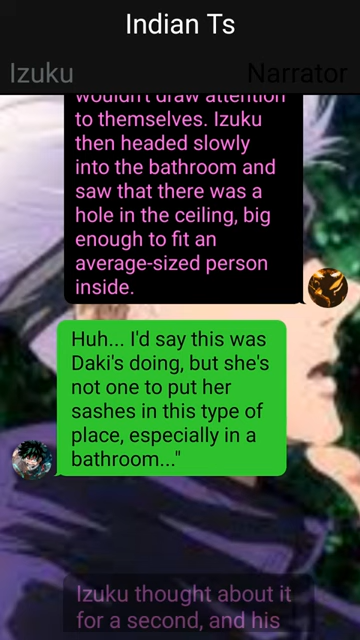 Indian Ts
Izuku
Narrator
wouldn't draw attention
to themselves. Izuku
then headed slowly
into the bathroom and
saw that there was a
hole in the ceiling, big
enough to fit an
average-sized person
inside.
Huh... I'd say this was
Daki's doing, but she's
not one to put her
sashes in this type of
place, especially in a
bathroom..."
Izuku thought about it
for a second, and his